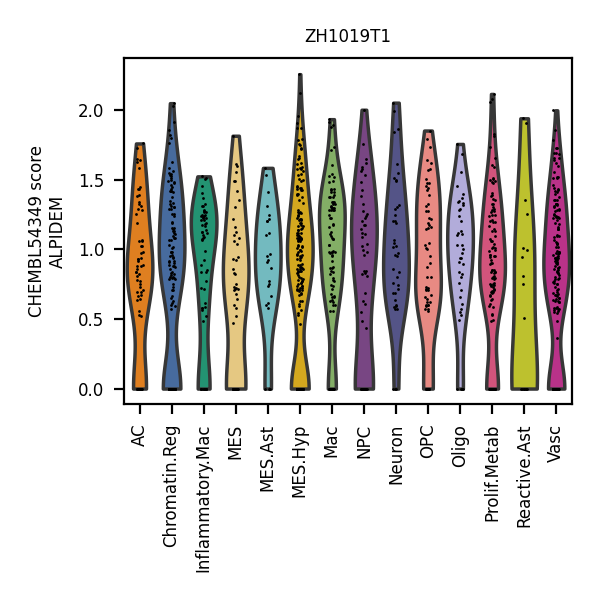 ZH1019T1
CHEMBL54349 score
ALPIDEM
2.0
1.5
1.0
0.5
0.0
AC
Chromatin.Reg
Inflammatory.Mac
MES
MES.Ast
MES.Hyp
Mac
NPC
Neuron
OPC
Oligo
Prolif.Metab
Reactive.Ast
Vasc